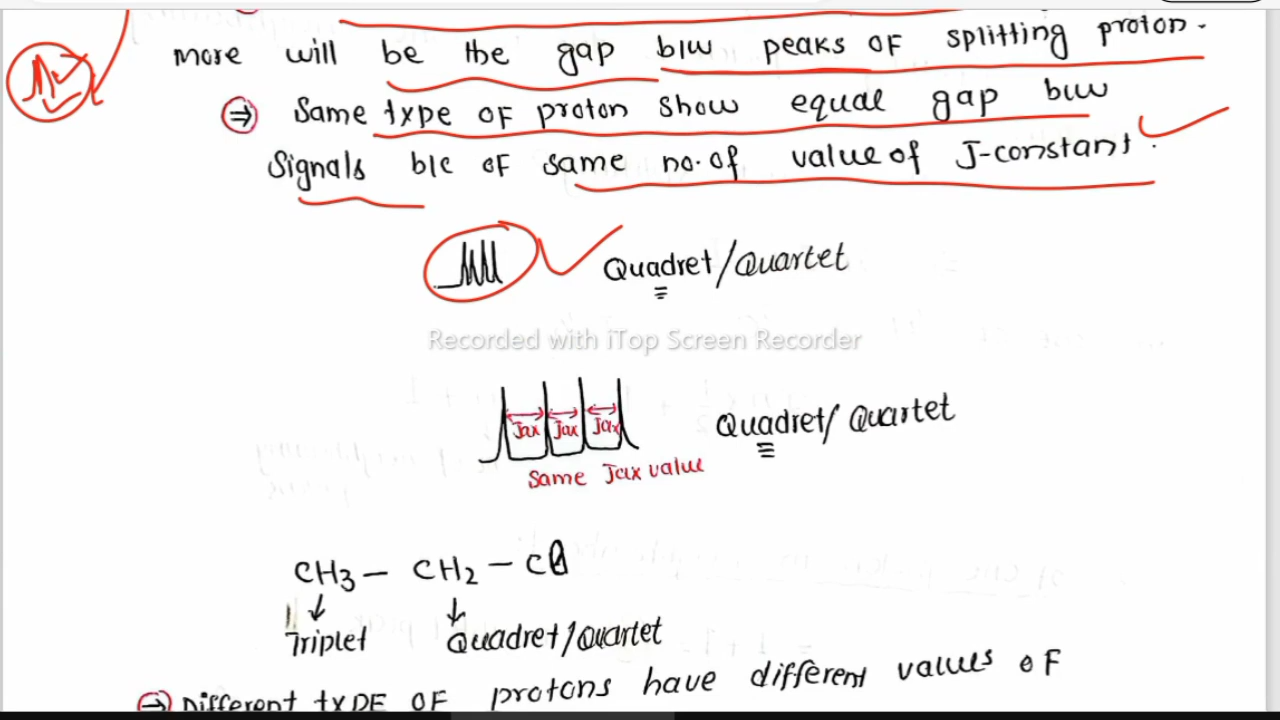 more will be the gap b/w peaks of splitting proton.
⇒ Same type of proton show equal gap b/w
Signals b/c of same no. of value of J-constant.
Quadret/Quartet
Recorded with iTop Screen Recorder
Jax Jax Jax
Quadret/Quartet
Same Jax value
CH3 - CH2 - Cl
↓ ↓
Triplet Quadret/Quartet
⇒ Different type of protons have different values of